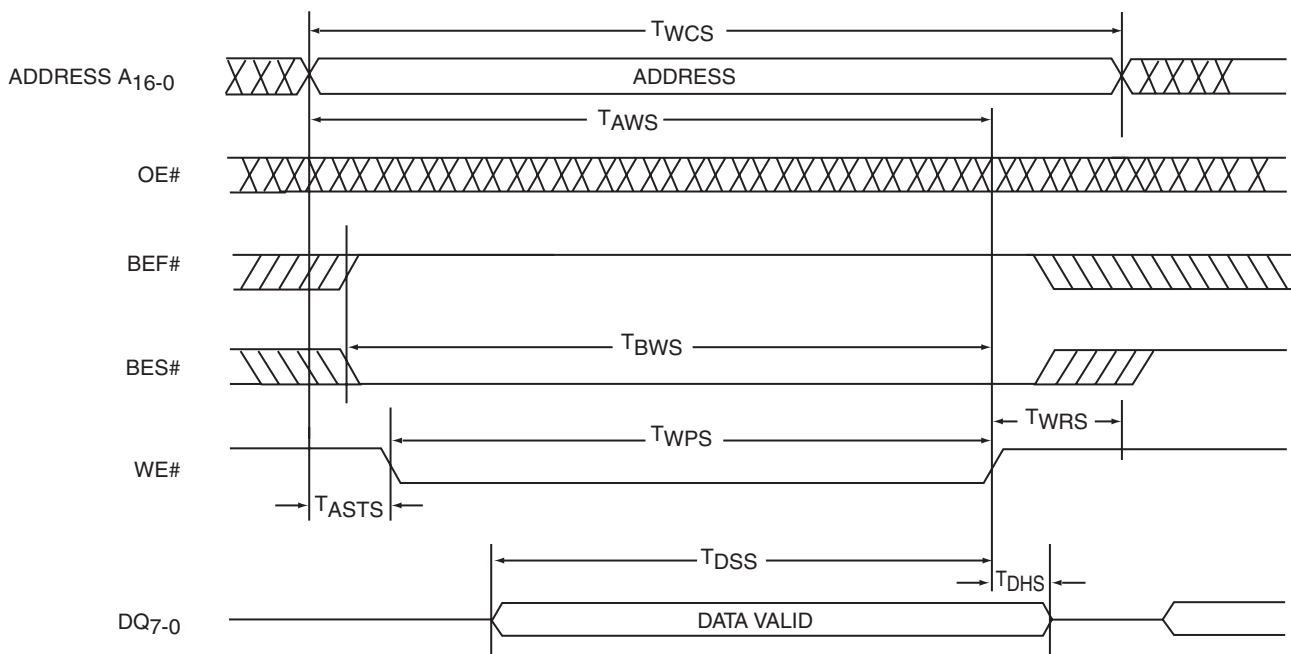 TWCS
ADDRESS A16-0
ADDRESS
TAWS
OE#
BEF#
TBWS
BES#
TWPS
TWRS
WE#
TASTS
TDSS
TDHS
DQ7-0
DATA VALID